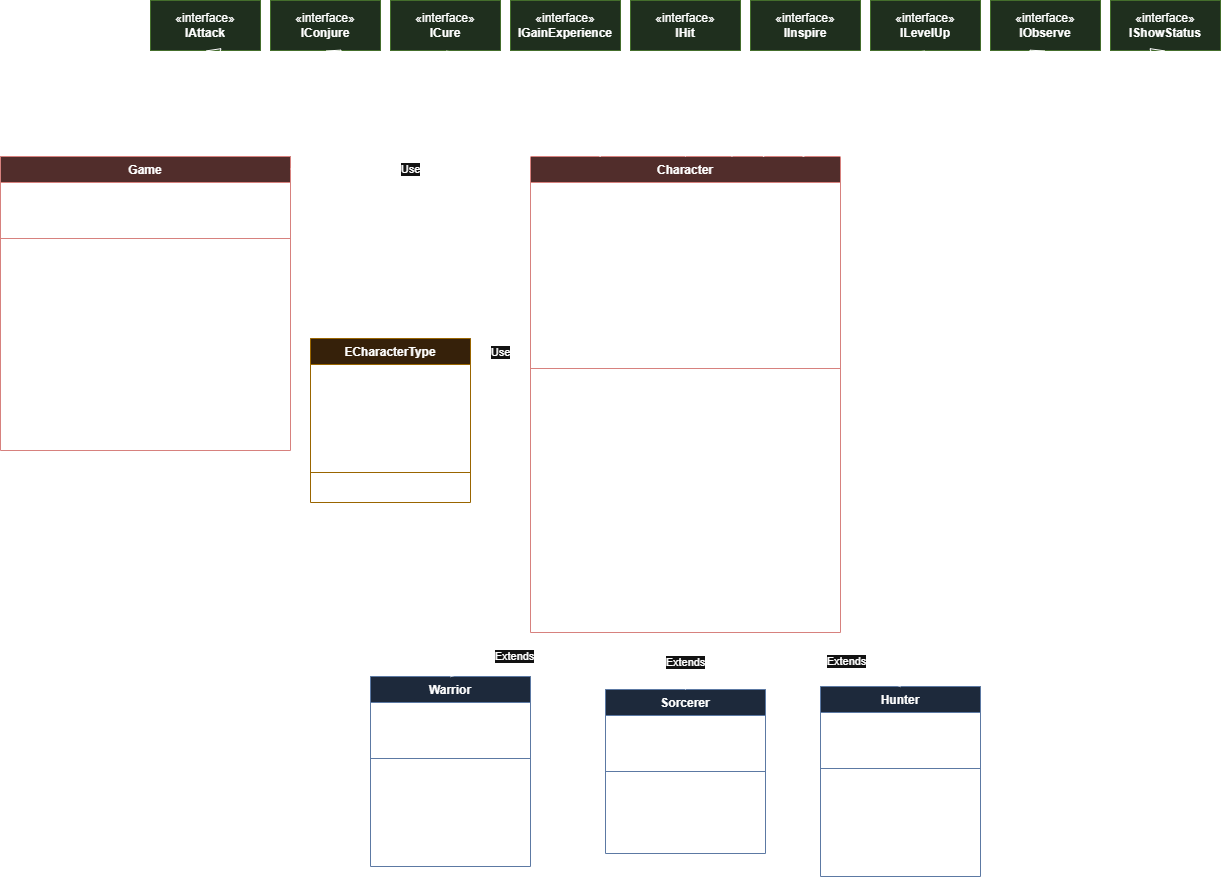 «interface»
IAttack
«interface»
IConjure
«interface»
ICure
«interface»
IGainExperience
«interface»
IHit
«interface»
IInspire
«interface»
ILevelUp
«interface»
IObserve
«interface»
IShowStatus
Game
Use
Character
ECharacterType
Use
Extends
Extends
Extends
Warrior
Sorcerer
Hunter